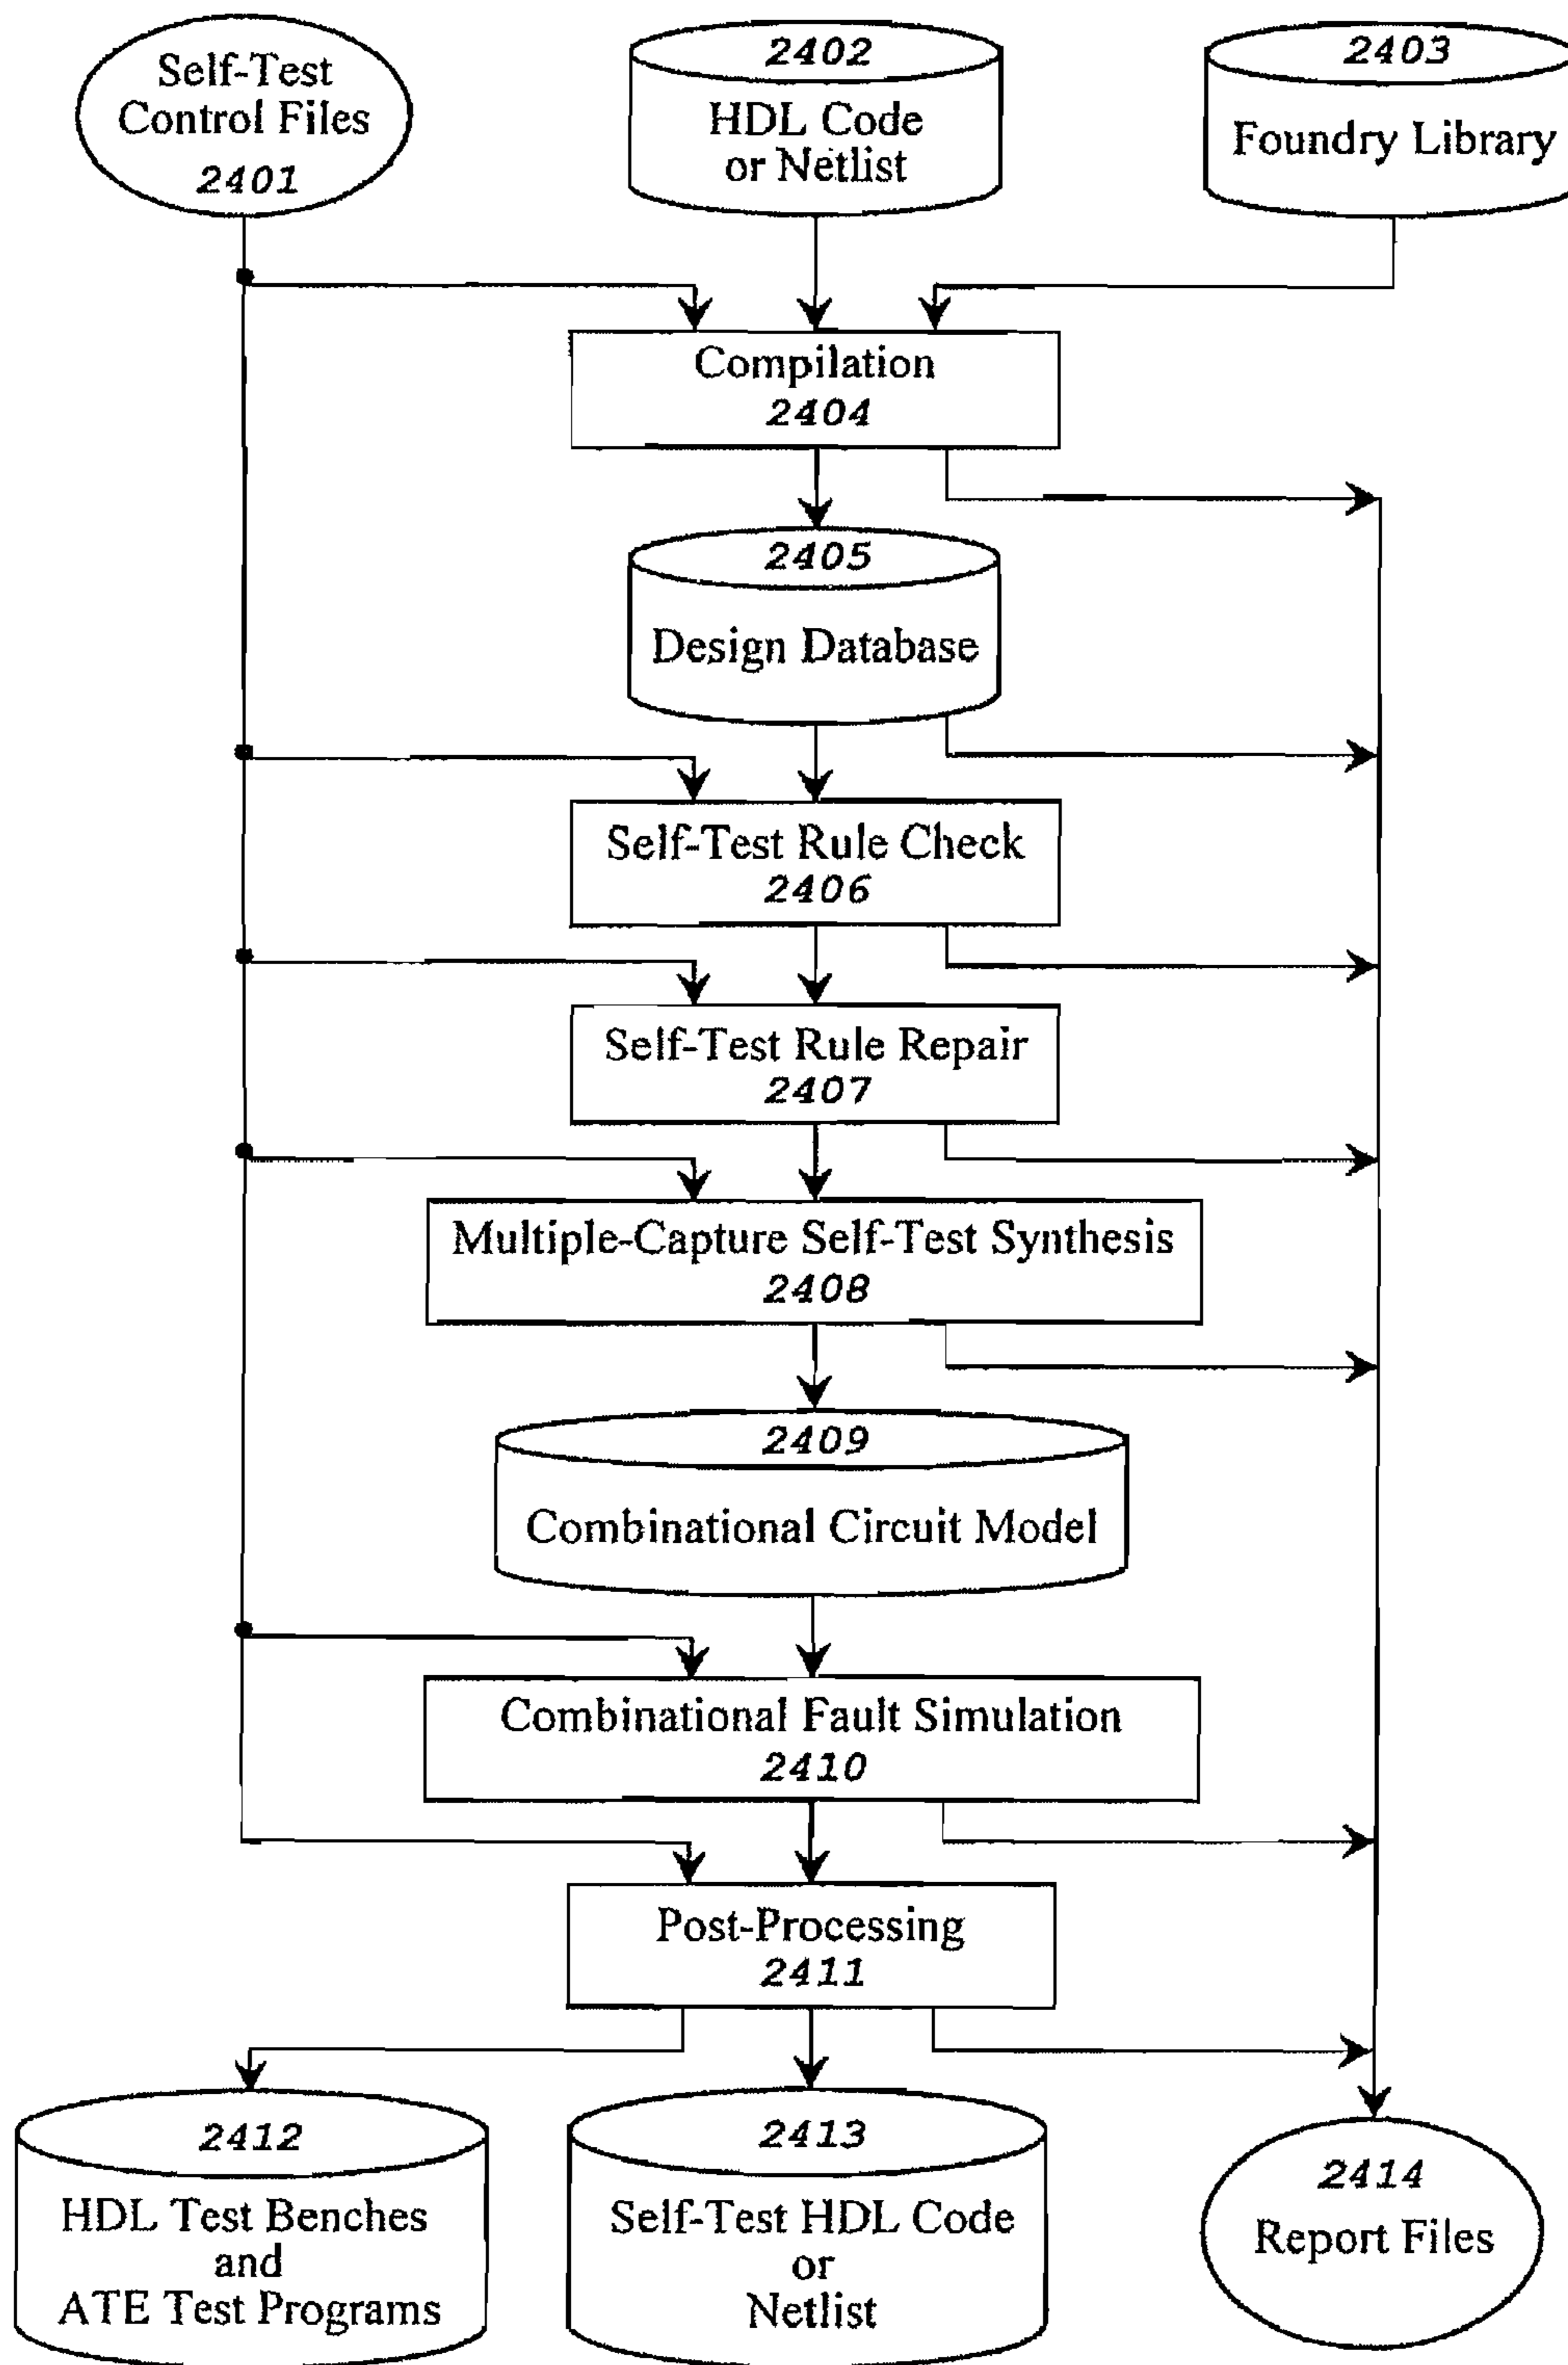 Self-Test
Control Files
2401
2402
HDL Code
or Netlist
2403
Foundry Library
Compilation
2404
2405
Design Database
Self-Test Rule Check
2406
Self-Test Rule Repair
2407
Multiple-Capture Self-Test Synthesis
2408
2409
Combinational Circuit Model
Combinational Fault Simulation
2410
Post-Processing
2411
2412
HDL Test Benches
and
ATE Test Programs
2413
Self-Test HDL Code
or
Netlist
2414
Report Files